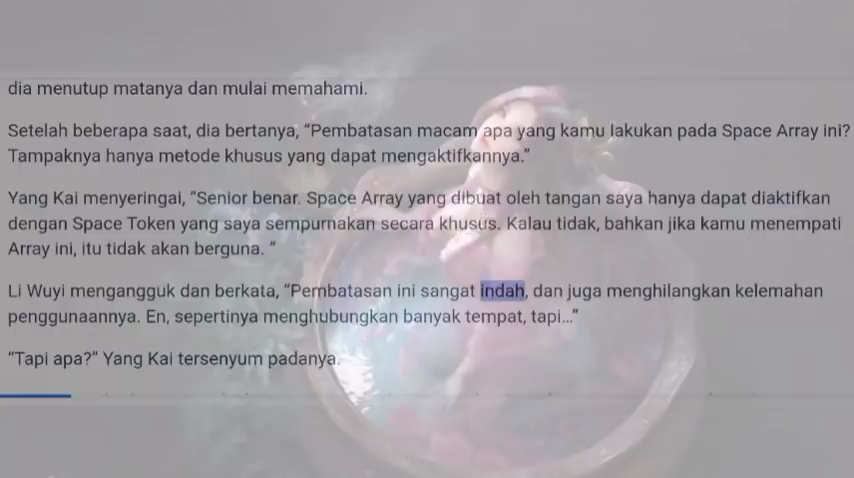 dia menutup matanya dan mulai memahami.
Setelah beberapa saat, dia bertanya, “Pembatasan macam apa yang kamu lakukan pada Space Array ini?
Tampaknya hanya metode khusus yang dapat mengaktifkannya.”
Yang Kai menyeringai, “Senior benar. Space Array yang dibuat oleh tangan saya hanya dapat diaktifkan
dengan Space Token yang saya sempurnakan secara khusus. Kalau tidak, bahkan jika kamu menempati
Array ini, itu tidak akan berguna. ”
Li Wuyi mengangguk dan berkata, “Pembatasan ini sangat indah, dan juga menghilangkan kelemahan
penggunaannya. En, sepertinya menghubungkan banyak tempat, tapi...”
“Tapi apa?” Yang Kai tersenyum padanya.